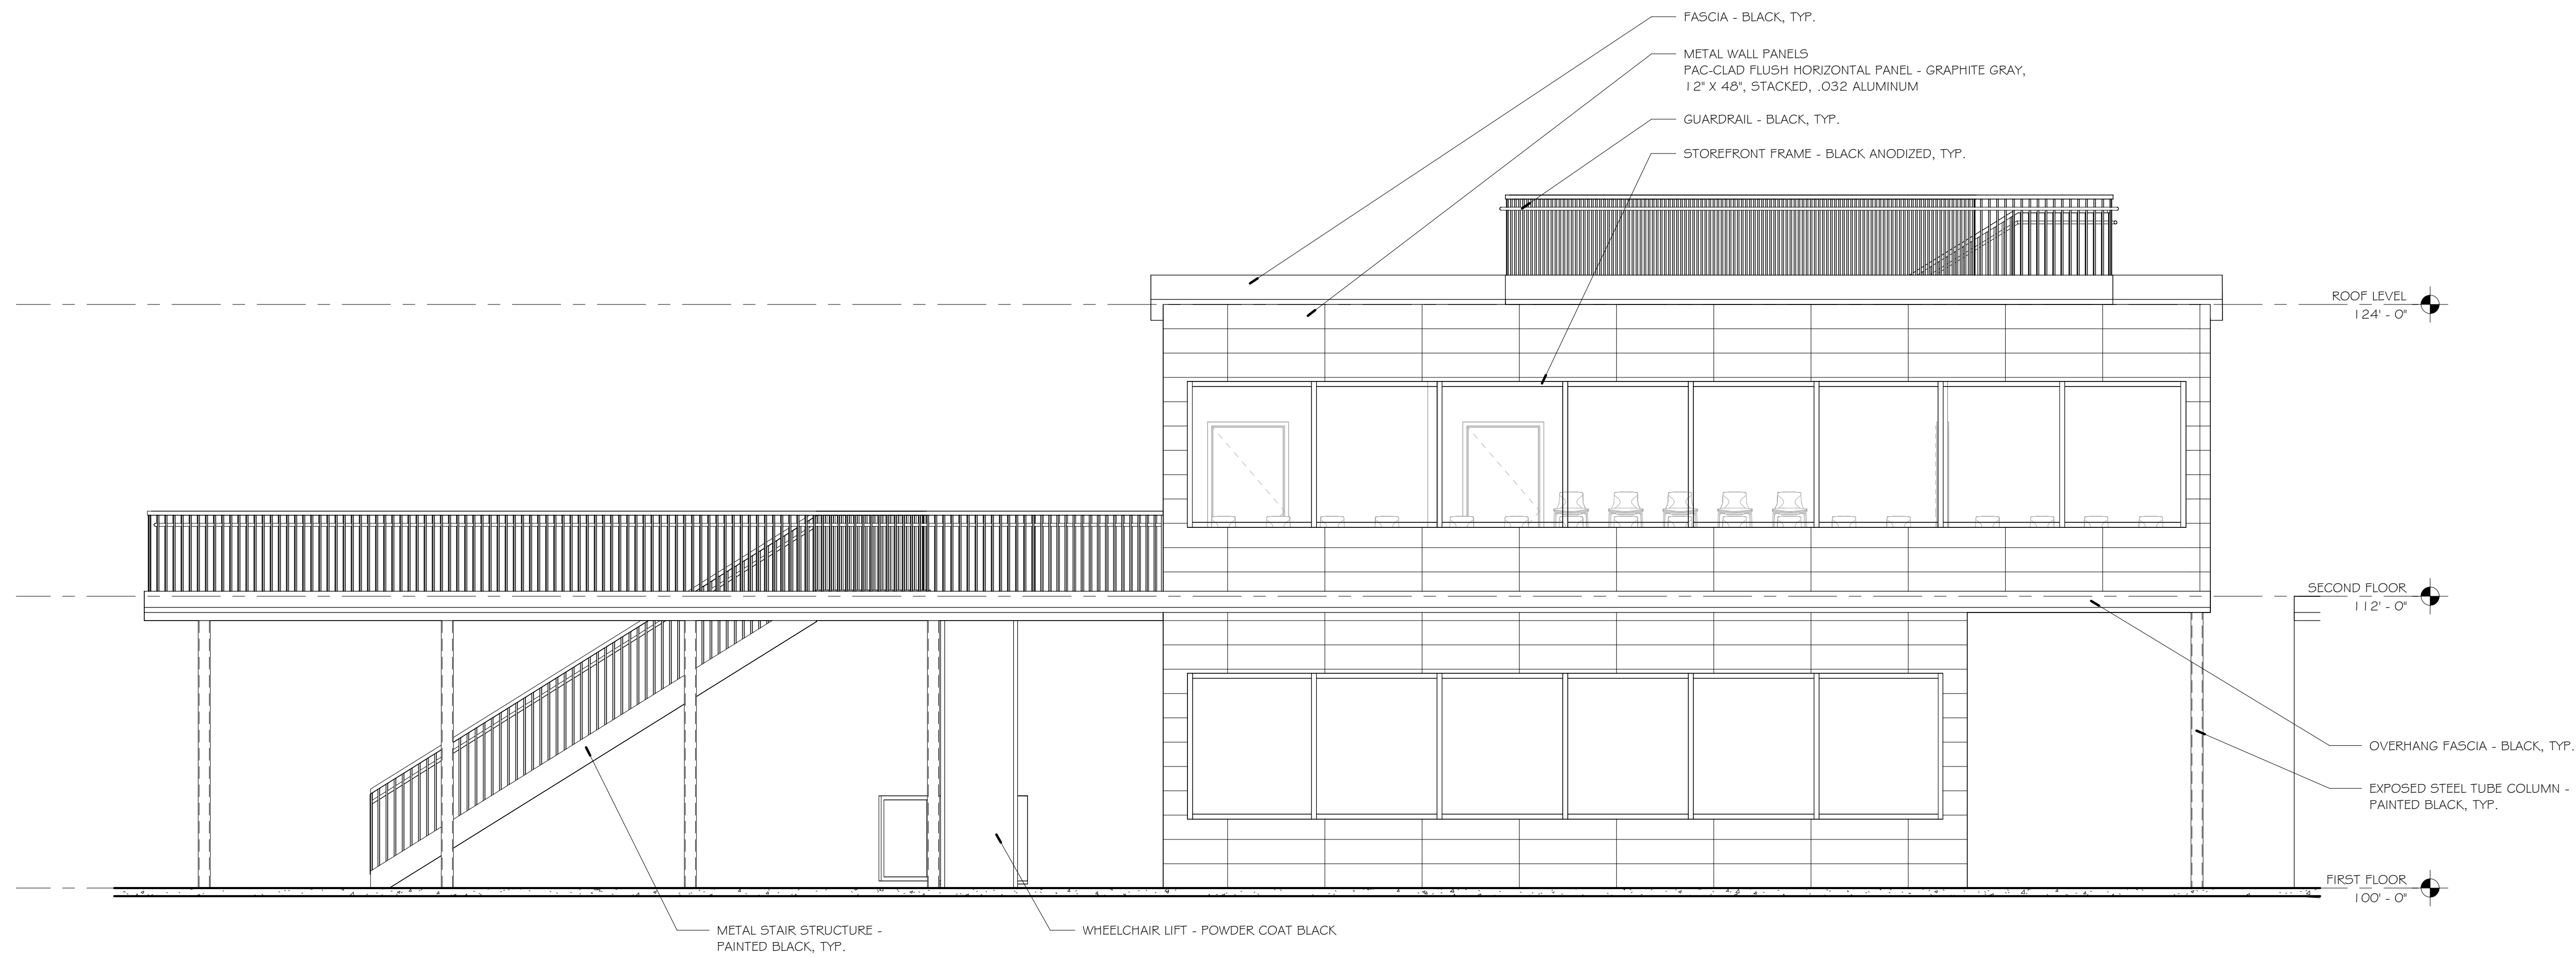 FASCIA - BLACK, TYP.
METAL WALL PANELS
PAC-CLAD FLUSH HORIZONTAL PANEL - GRAPHITE GRAY,
12" X 48", STACKED, .032 ALUMINUM
GUARDRAIL - BLACK, TYP.
STOREFRONT FRAME - BLACK ANODIZED, TYP.
ROOF LEVEL
124' - 0"
SECOND FLOOR
112' - 0"
OVERHANG FASCIA - BLACK, TYP.
EXPOSED STEEL TUBE COLUMN -
PAINTED BLACK, TYP.
FIRST FLOOR
100' - 0"
METAL STAIR STRUCTURE -
PAINTED BLACK, TYP.
WHEELCHAIR LIFT - POWDER COAT BLACK